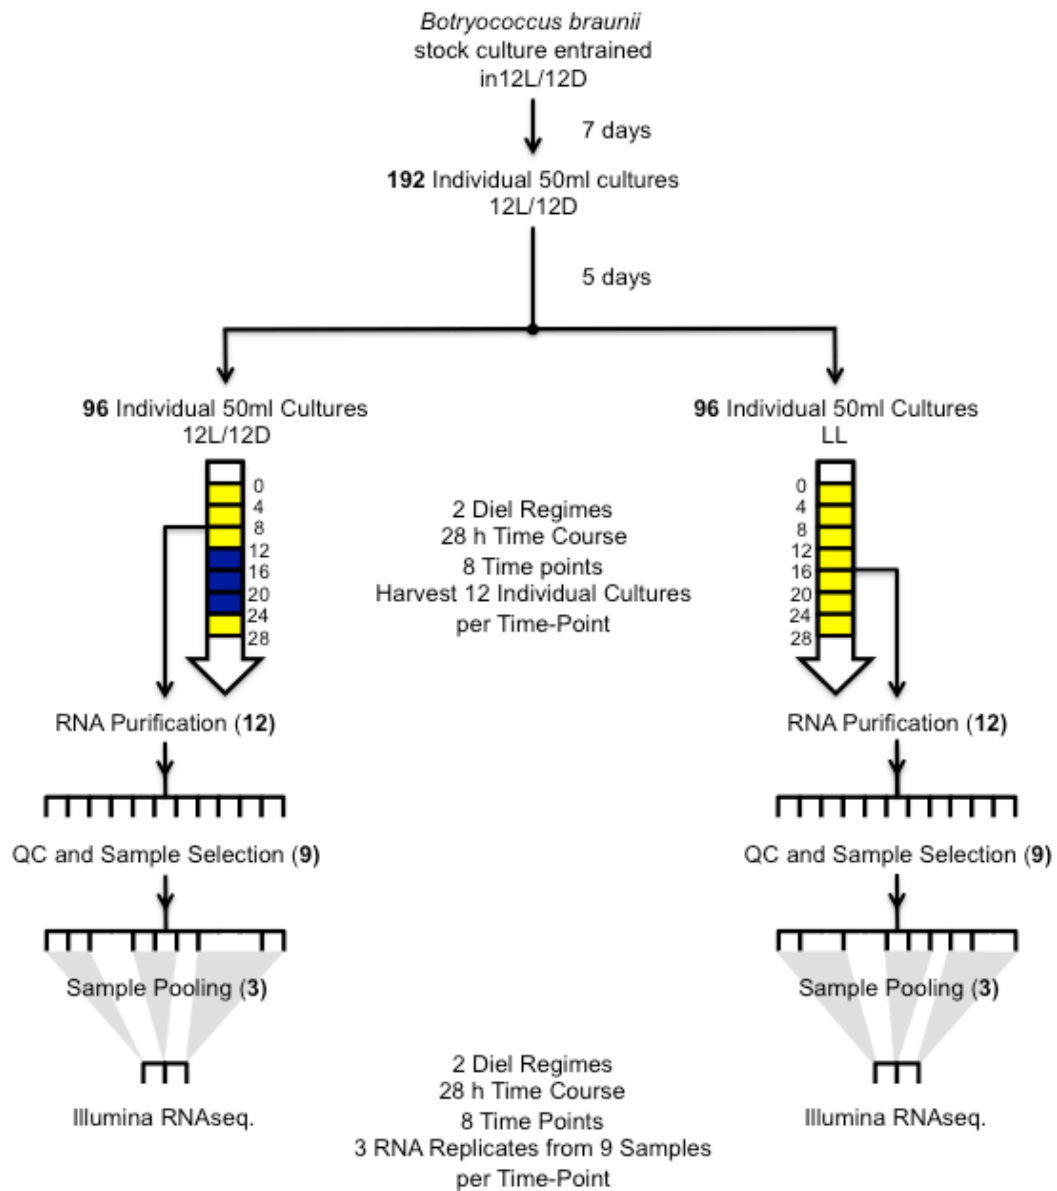 Botryococcus braunii
stock culture entrained
in12L/12D
7 days
192 Individual 50ml cultures
12L/12D
5 days
96 Individual 50ml Cultures
12L/12D
0
4
8
12
16
20
24
28
2 Diel Regimes
28 h Time Course
8 Time points
Harvest 12 Individual Cultures
per Time-Point
96 Individual 50ml Cultures
LL
0
4
8
12
16
20
24
28
RNA Purification (12)
QC and Sample Selection (9)
Sample Pooling (3)
Illumina RNAseq.
RNA Purification (12)
QC and Sample Selection (9)
Sample Pooling (3)
Illumina RNAseq.
2 Diel Regimes
28 h Time Course
8 Time Points
3 RNA Replicates from 9 Samples
per Time-Point